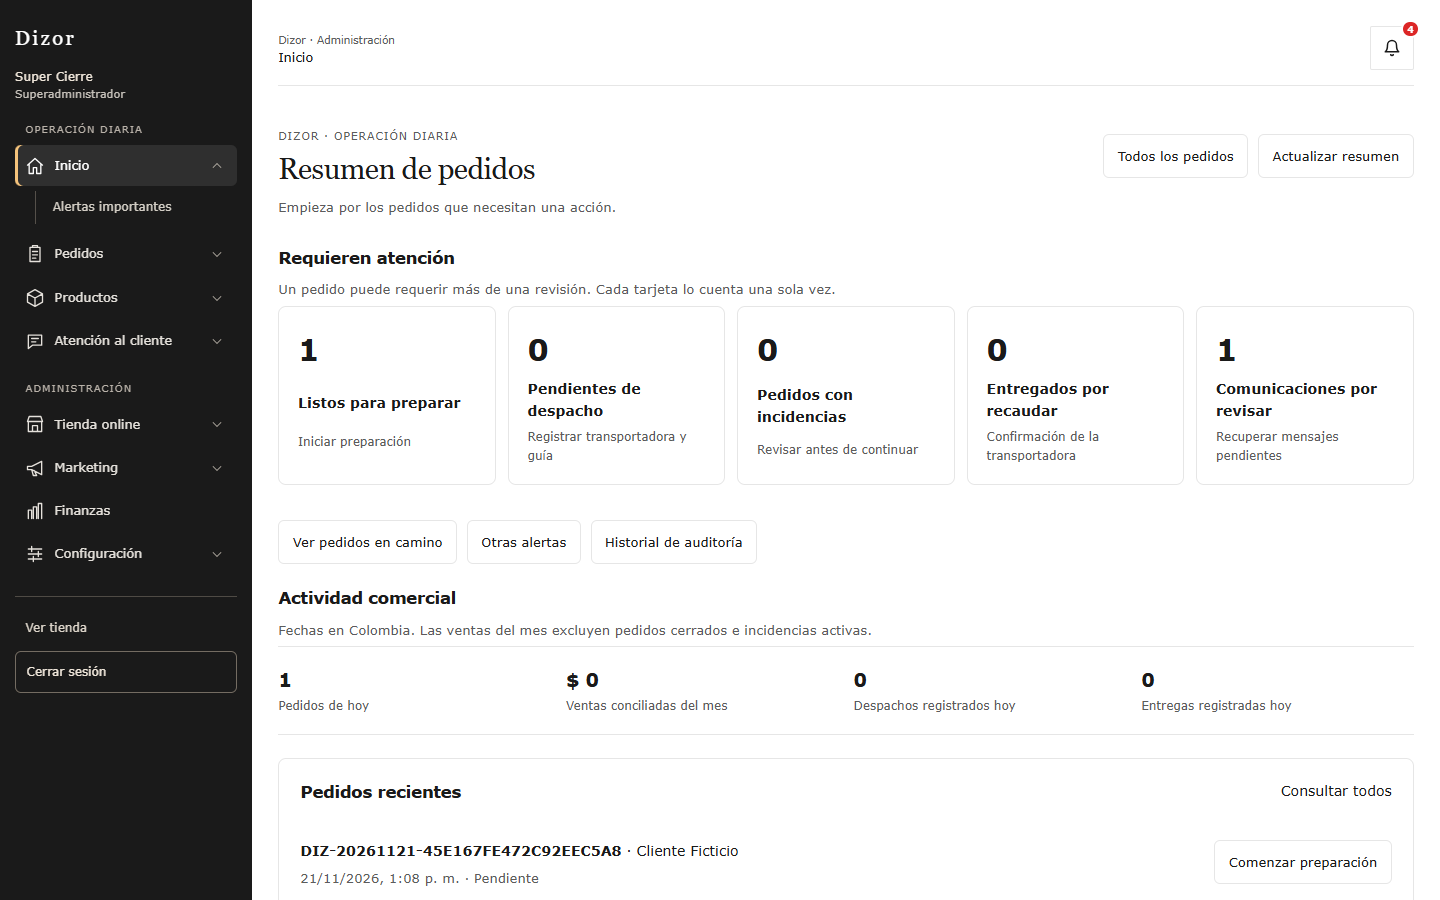 Dizor
Super Cierre
Superadministrador
OPERACIÓN DIARIA
Inicio
Alertas importantes
Pedidos
Productos
Atención al cliente
ADMINISTRACIÓN
Tienda online
Marketing
Finanzas
Configuración
Ver tienda
Cerrar sesión
Dizor · Administración
Inicio
4
DIZOR · OPERACIÓN DIARIA
Resumen de pedidos
Empieza por los pedidos que necesitan una acción.
Todos los pedidos
Actualizar resumen
Requieren atención
Un pedido puede requerir más de una revisión. Cada tarjeta lo cuenta una sola vez.
1
Listos para preparar
Iniciar preparación
0
Pendientes de
despacho
Registrar transportadora y
guía
0
Pedidos con
incidencias
Revisar antes de continuar
0
Entregados por
recaudar
Confirmación de la
transportadora
1
Comunicaciones por
revisar
Recuperar mensajes
pendientes
Ver pedidos en camino
Otras alertas
Historial de auditoría
Actividad comercial
Fechas en Colombia. Las ventas del mes excluyen pedidos cerrados e incidencias activas.
1
Pedidos de hoy
$ 0
Ventas conciliadas del mes
0
Despachos registrados hoy
0
Entregas registradas hoy
Pedidos recientes
Consultar todos
DIZ-20261121-45E167FE472C92EEC5A8 · Cliente Ficticio
21/11/2026, 1:08 p. m. · Pendiente
Comenzar preparación